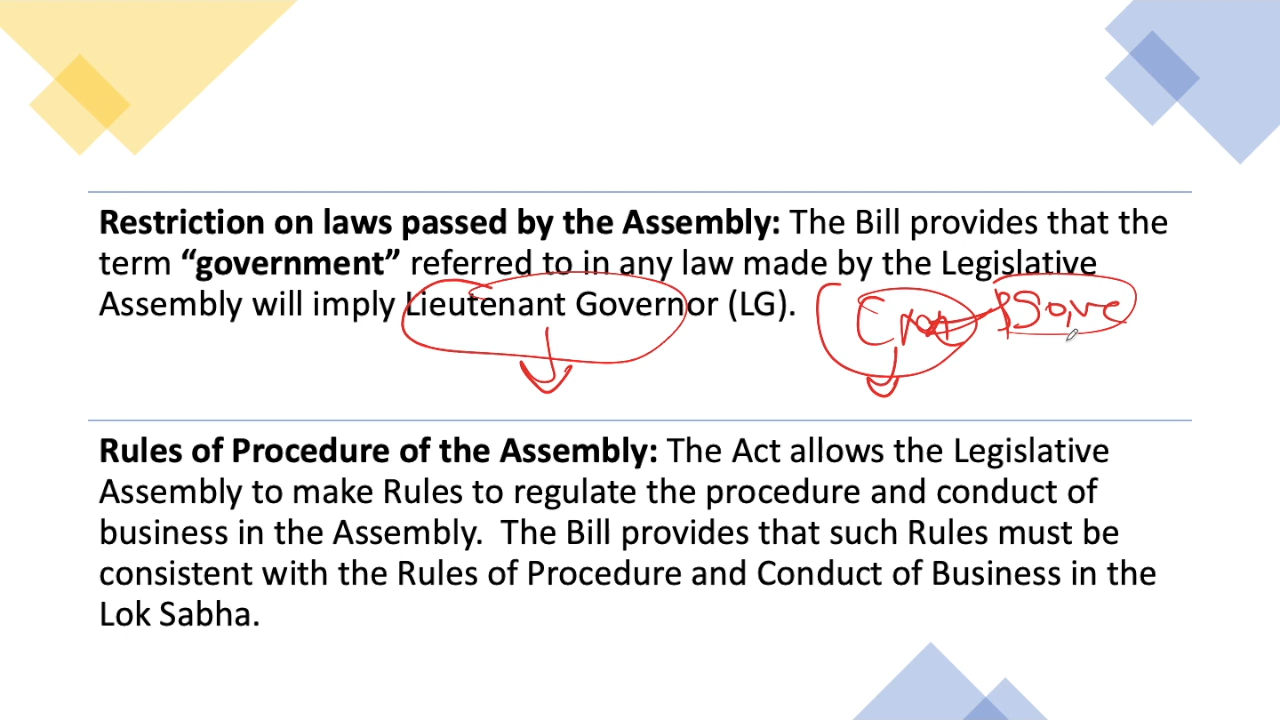 Restriction on laws passed by the Assembly: The Bill provides that the
term “government” referred to in any law made by the Legislative
Assembly will imply Lieutenant Governor (LG).
Rules of Procedure of the Assembly: The Act allows the Legislative
Assembly to make Rules to regulate the procedure and conduct of
business in the Assembly.  The Bill provides that such Rules must be
consistent with the Rules of Procedure and Conduct of Business in the
Lok Sabha.